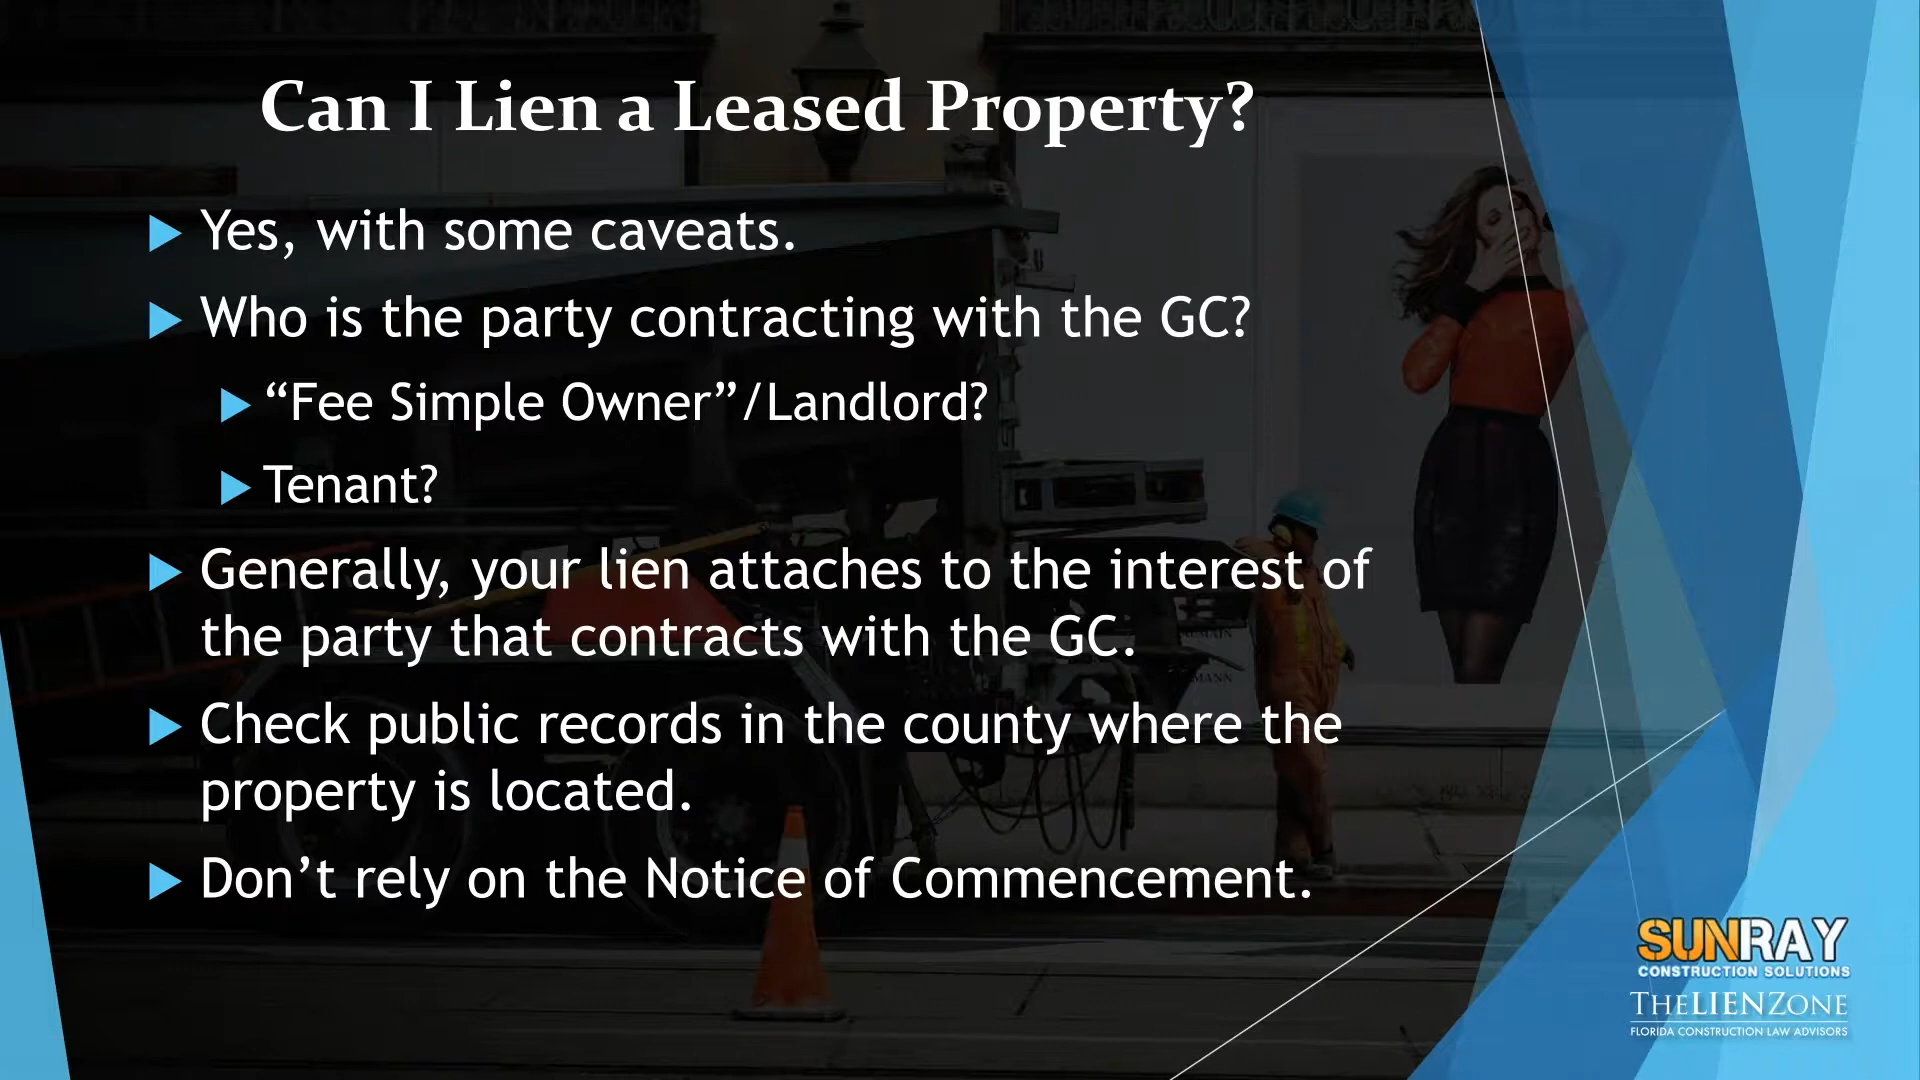 Can I Lien a Leased Property?
Yes, with some caveats.
Who is the party contracting with the GC?
“Fee Simple Owner”/Landlord?
Tenant?
Generally, your lien attaches to the interest of
the party that contracts with the GC.
Check public records in the county where the
property is located.
Don’t rely on the Notice of Commencement.
SUNRAY
CONSTRUCTION SOLUTIONS
THELIENZONE
FLORIDA CONSTRUCTION LAW ADVISORS